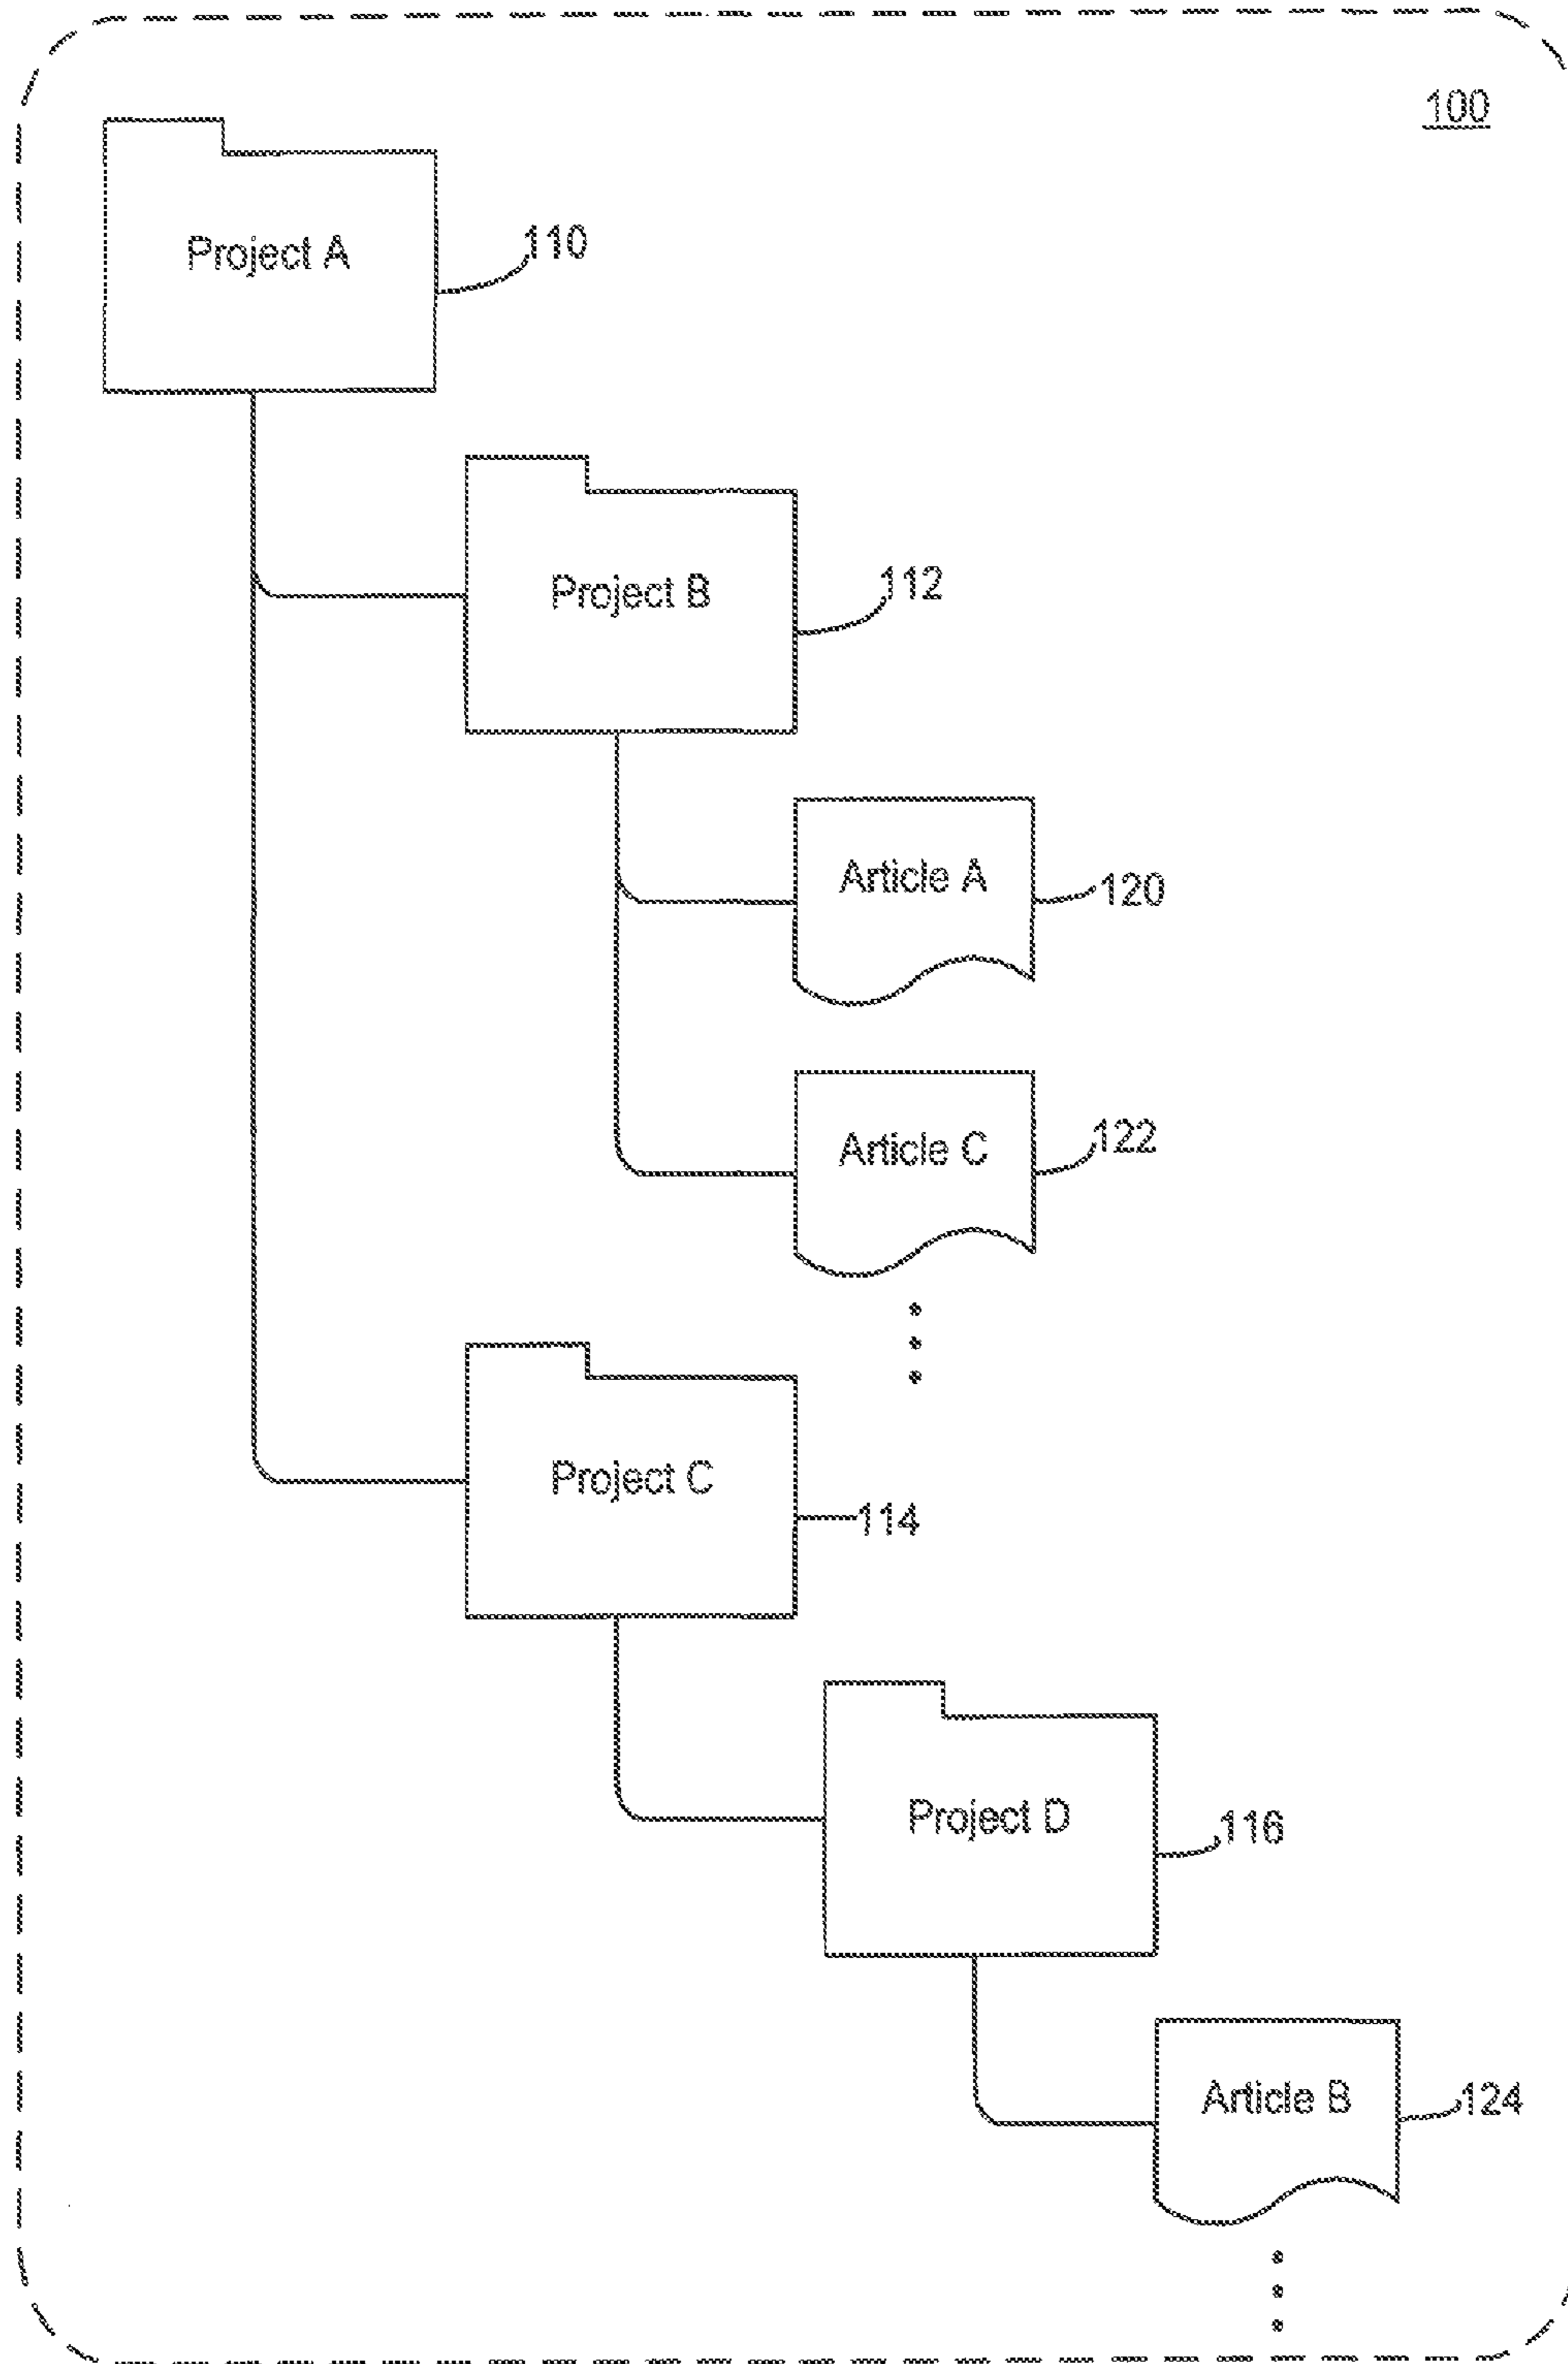 100
Project A
110
Project B
112
Article A
120
Article C
122
Project C
114
Project D
116
Article B
124